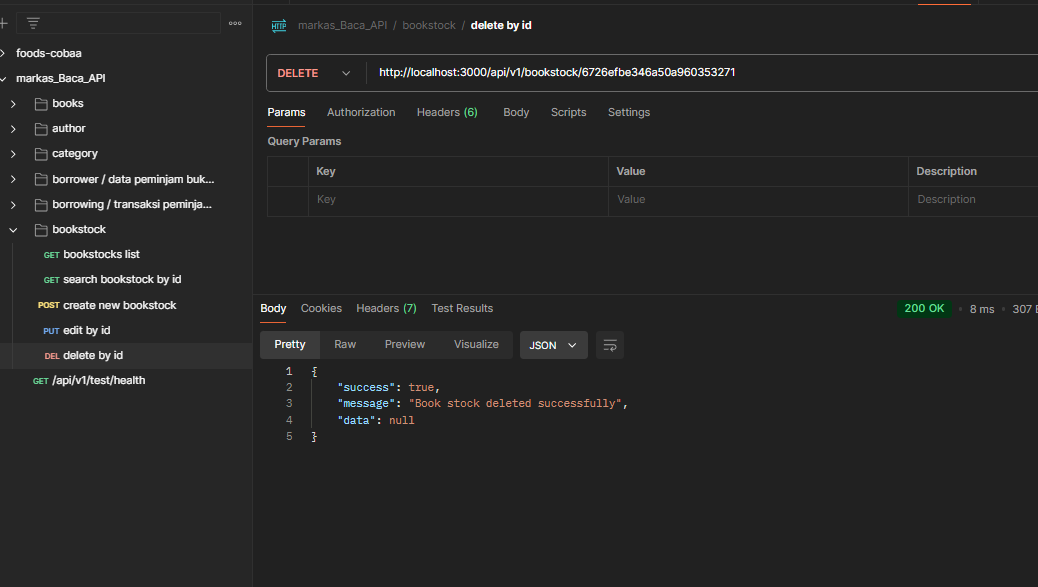 markas_Baca_API / bookstock / delete by id
foods-cobaa
markas_Baca_API
books
author
category
borrower / data peminjam buk...
borrowing / transaksi peminja...
bookstock
GET bookstocks list
GET search bookstock by id
POST create new bookstock
PUT edit by id
DEL delete by id
GET /api/v1/test/health
HTTP
DELETE http://localhost:3000/api/v1/bookstock/6726efbe346a50a960353271
Params Authorization Headers (6) Body Scripts Settings
Query Params
Key Value Description
Key Value Description
Body Cookies Headers (7) Test Results 200 OK • 8 ms • 307
Pretty Raw Preview Visualize JSON
1 {
2 "success": true,
3 "message": "Book stock deleted successfully",
4 "data": null
5 }